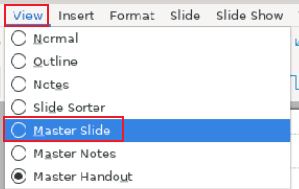 View Insert Format Slide Slide Show
Normal
Outline
Notes
Slide Sorter
Master Slide
Master Notes
Master Handout